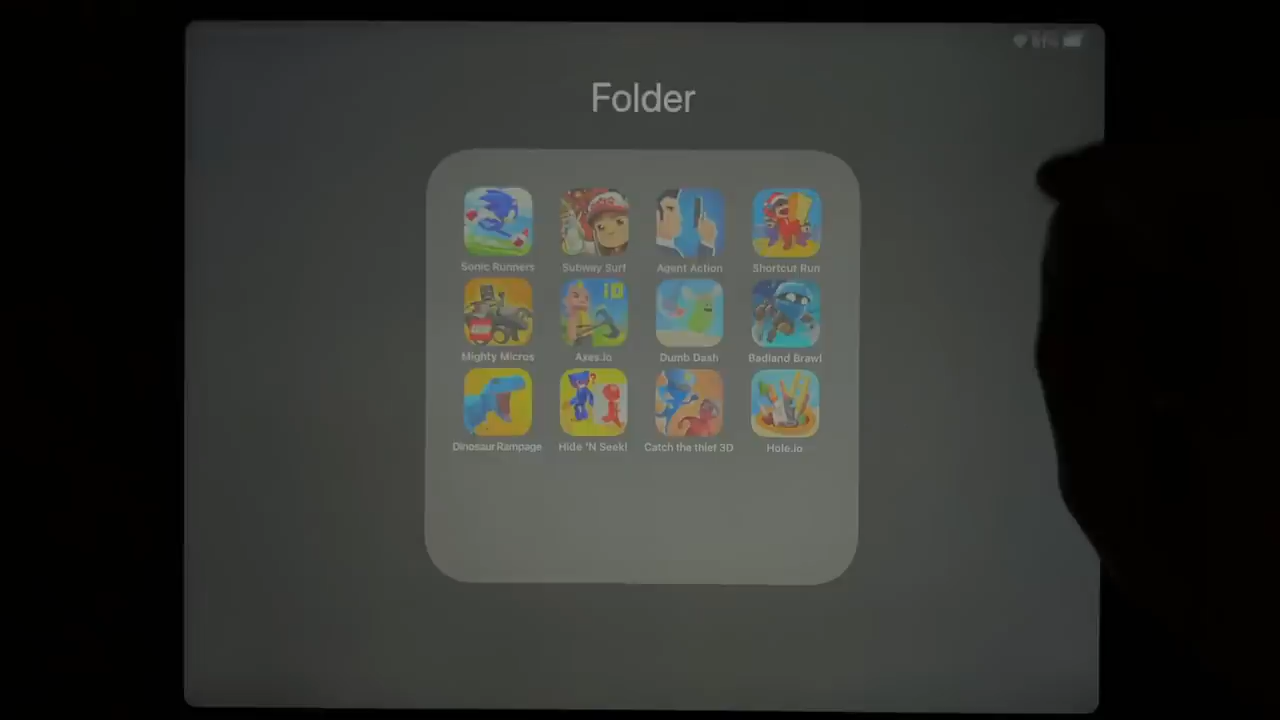 Folder
Sonic Runners Subway Surf Agent Action Shortcut Run
iO
Mighty Micros Axes.io Dumb Dash Badland Brawl
Dinosaur Rampage Hide 'N Seek! Catch the thief 3D Hole.io